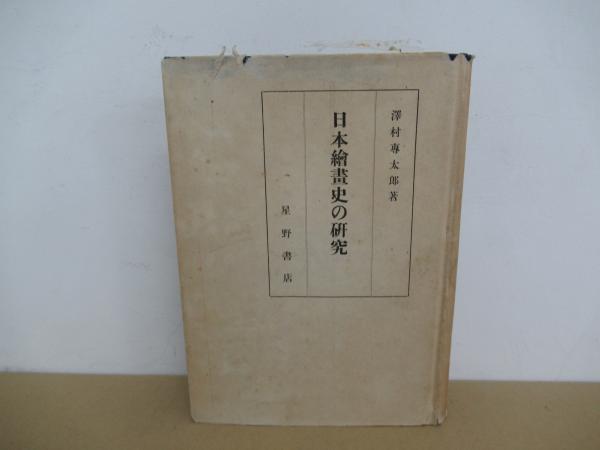 澤村專太郎著
日本繪畫史の研究
星野書店